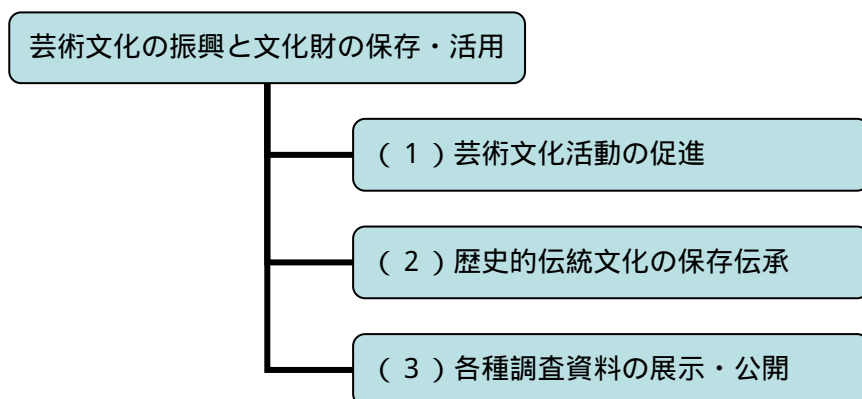 芸術文化の振興と文化財の保存・活用
(1)芸術文化活動の促進
(2)歴史的伝統文化の保存伝承
(3)各種調査資料の展示・公開